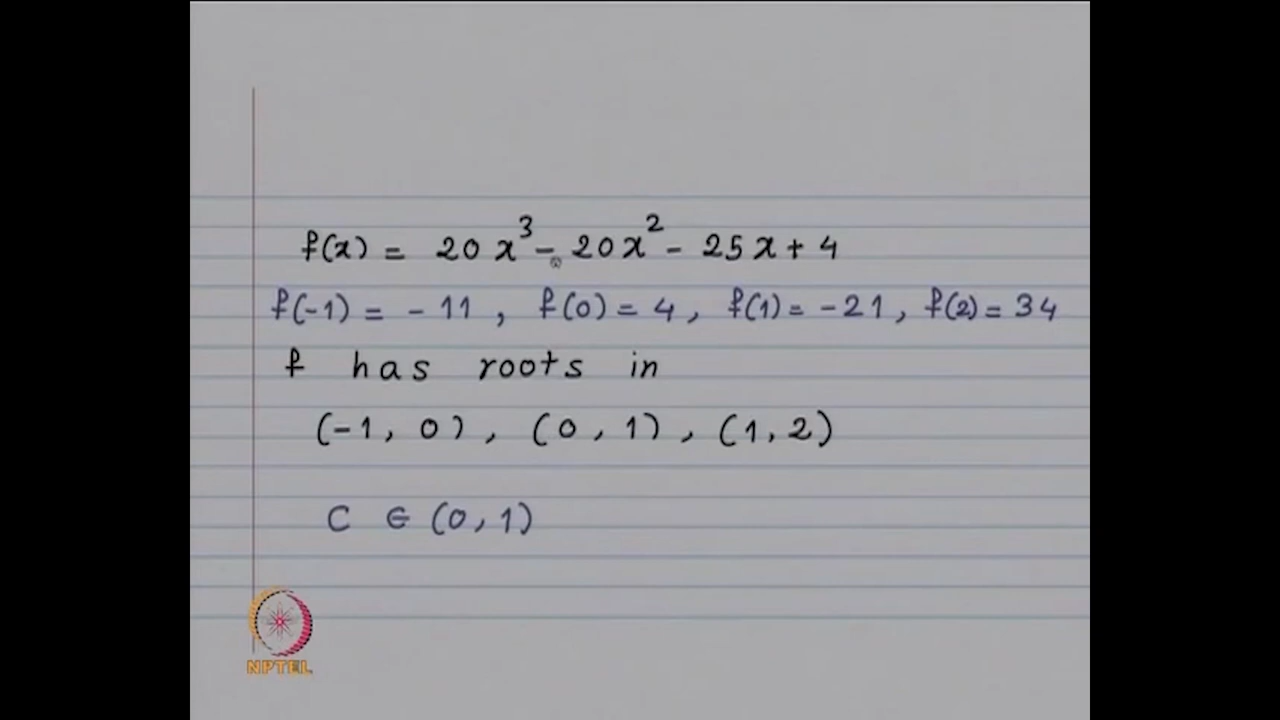 f(x) = 20x³ - 20x² - 25x + 4
f(-1) = -11, f(0) = 4, f(1) = -21, f(2) = 34
f has roots in
(-1, 0), (0, 1), (1, 2)
C ∈ (0, 1)
NPTEL